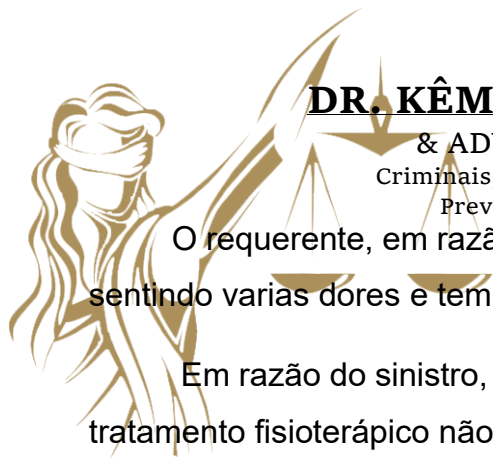 DR. KÊM
& AD
Criminais
Prev
O requerente, em razã
sentindo varias dores e tem
Em razão do sinistro,
tratamento fisioterápico não